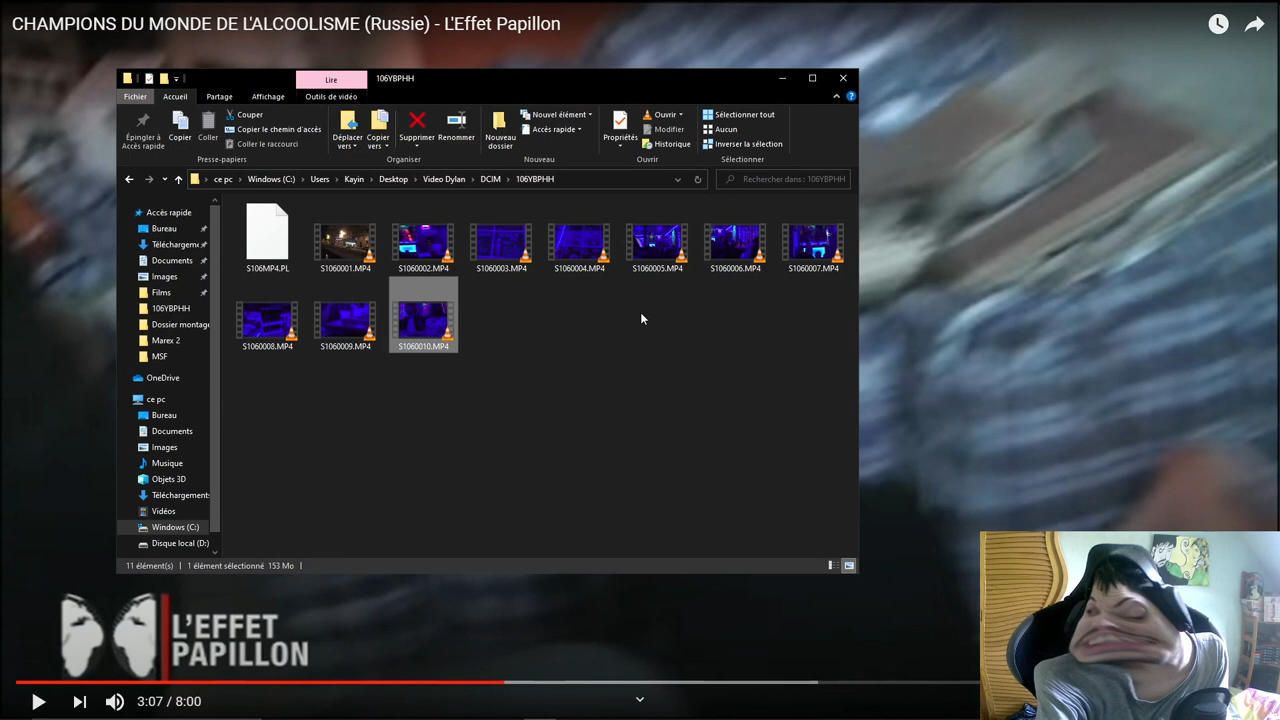 CHAMPIONS DU MONDE DE L'ALCOOLISME (Russie) - L'Effet Papillon
Lire
106YBPHH
Fichier
Accueil
Partage
Affichage
Outils de vidéo
Épingler à
Accès rapide
Copier
Coller
Couper
Copier le chemin d'accès
Coller le raccourci
Presse-papiers
Déplacer
vers
Copier
vers
Supprimer
Renommer
Organiser
Nouveau
dossier
Nouvel élément
Accès rapide
Nouveau
Propriétés
Ouvrir
Modifier
Historique
Ouvrir
Sélectionner tout
Aucun
Inverser la sélection
Sélectionner
ce pc > Windows (C:) > Users > Kayin > Desktop > Video Dylan > DCIM > 106YBPHH
Rechercher dans : 106YBPHH
Accès rapide
Bureau
Téléchargeme
Documents
Images
Films
106YBPHH
Dossier montage
Marex 2
MSF
OneDrive
ce pc
Bureau
Documents
Images
Musique
Objets 3D
Téléchargements
Vidéos
Windows (C:)
Disque local (D:)
S106MP4.PL
S1060001.MP4
S1060002.MP4
S1060003.MP4
S1060004.MP4
S1060005.MP4
S1060006.MP4
S1060007.MP4
S1060008.MP4
S1060009.MP4
S1060010.MP4
11 élément(s)
1 élément sélectionné 153 Mo
L'EFFET
PAPILLON
3:07 / 8:00